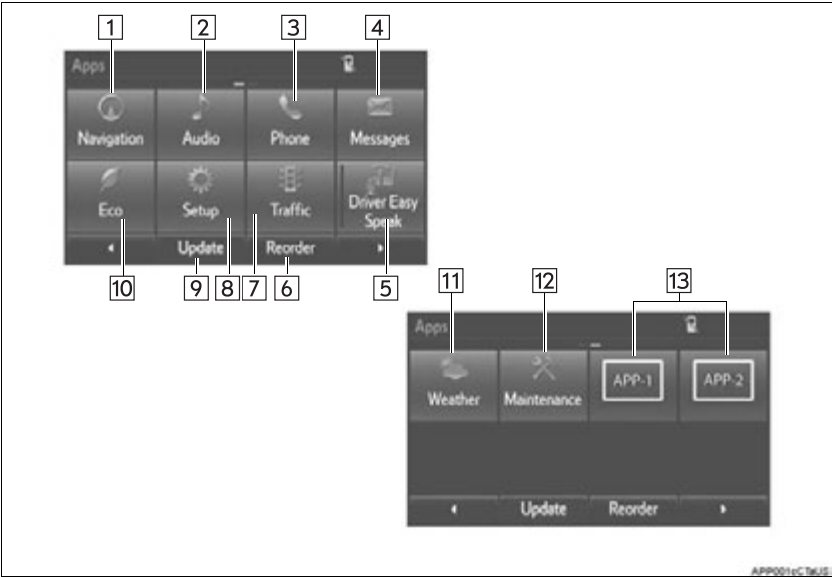 1 2 3 4
Apps
Navigation Audio Phone Messages
Eco Setup Traffic Driver Easy
Speak
Update Reorder
10 9 8 7 6 5
11 12 13
Apps
Weather Maintenance APP-1 APP-2
Update Reorder
APP001cCTaUS